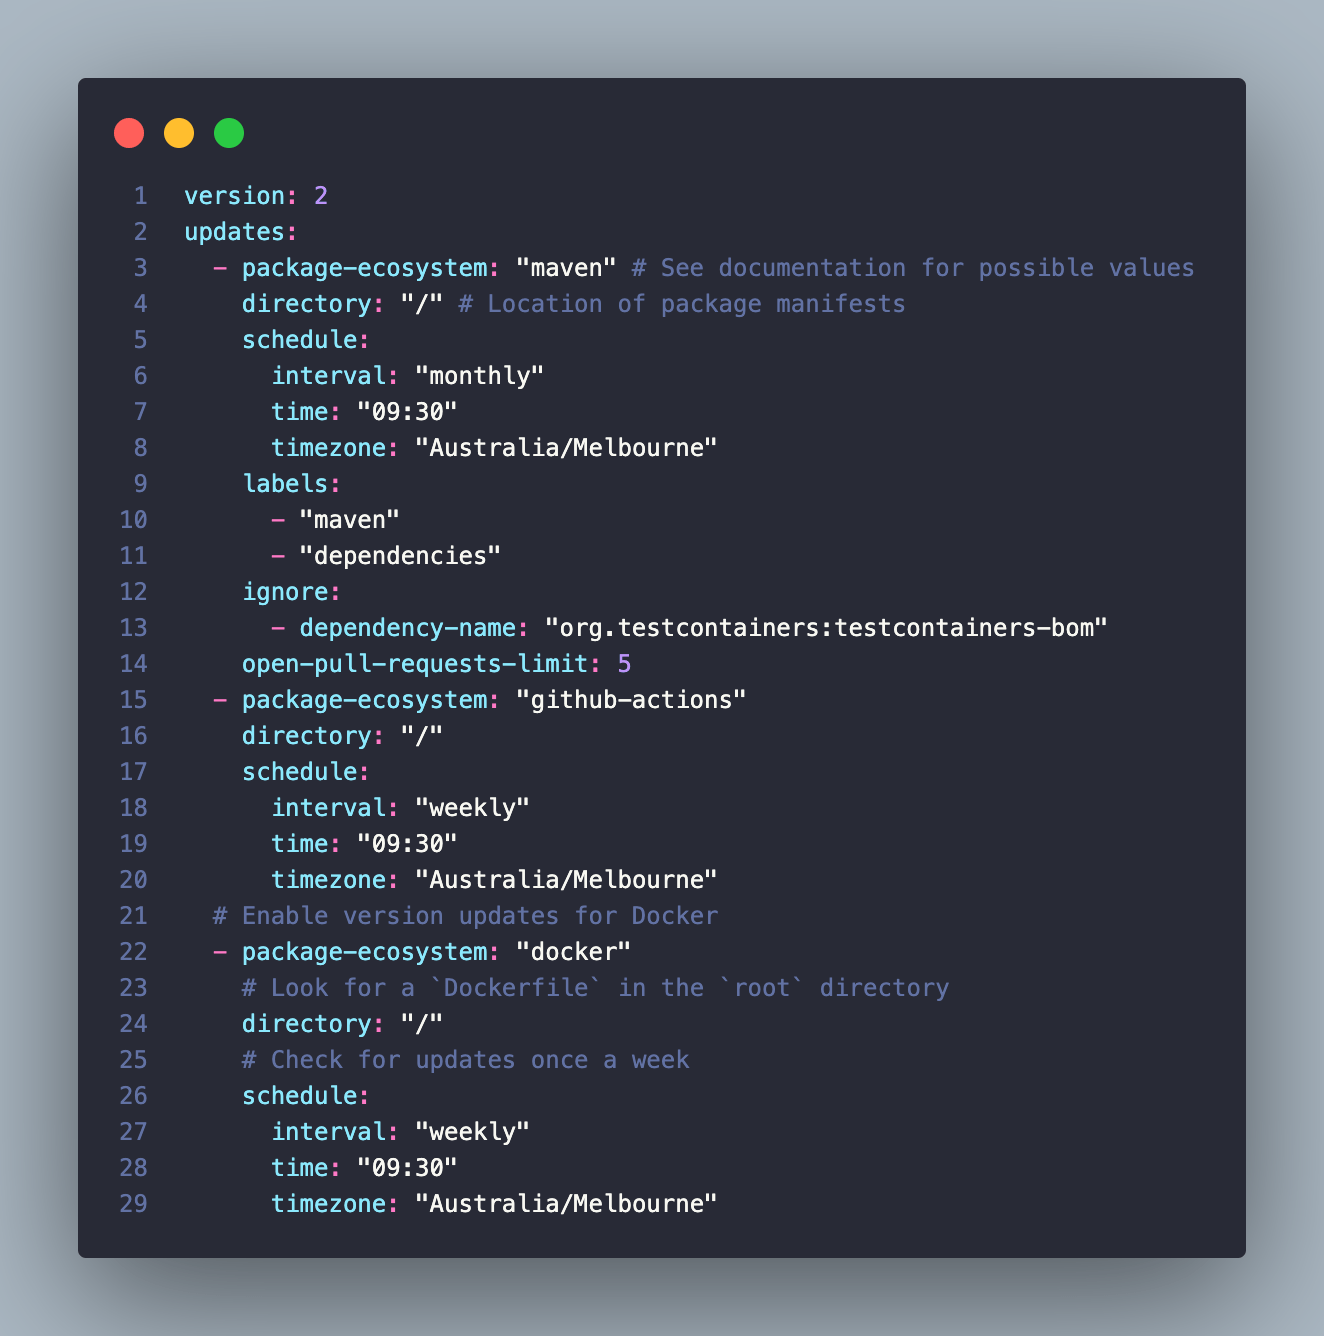 1 version: 2
2 updates:
3   - package-ecosystem: "maven" # See documentation for possible values
4     directory: "/" # Location of package manifests
5     schedule:
6       interval: "monthly"
7       time: "09:30"
8       timezone: "Australia/Melbourne"
9     labels:
10       - "maven"
11       - "dependencies"
12     ignore:
13       - dependency-name: "org.testcontainers:testcontainers-bom"
14     open-pull-requests-limit: 5
15   - package-ecosystem: "github-actions"
16     directory: "/"
17     schedule:
18       interval: "weekly"
19       time: "09:30"
20       timezone: "Australia/Melbourne"
21   # Enable version updates for Docker
22   - package-ecosystem: "docker"
23     # Look for a `Dockerfile` in the `root` directory
24     directory: "/"
25     # Check for updates once a week
26     schedule:
27       interval: "weekly"
28       time: "09:30"
29       timezone: "Australia/Melbourne"